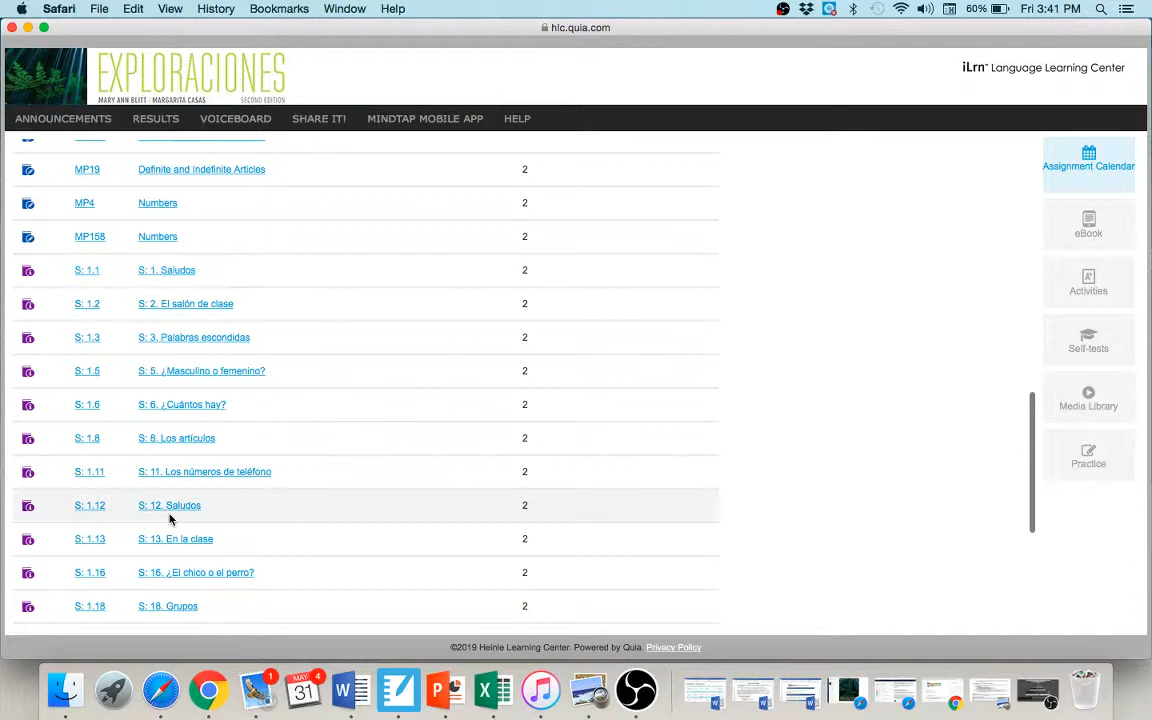 Safari File Edit View History Bookmarks Window Help 60% Fri 3:41 PM
hlc.quia.com
EXPLORACIONES
MARY ANN BLITT | MARGARITA CASAS SECOND EDITION
iLrn™ Language Learning Center
ANNOUNCEMENTS RESULTS VOICEBOARD SHARE IT! MINDTAP MOBILE APP HELP
MP19 Definite and Indefinite Articles 2
MP4 Numbers 2
MP158 Numbers 2
S: 1.1 S: 1. Saludos 2
S: 1.2 S: 2. El salón de clase 2
S: 1.3 S: 3. Palabras escondidas 2
S: 1.5 S: 5. ¿Masculino o femenino? 2
S: 1.6 S: 6. ¿Cuántos hay? 2
S: 1.8 S: 8. Los artículos 2
S: 1.11 S: 11. Los números de teléfono 2
S: 1.12 S: 12. Saludos 2
S: 1.13 S: 13. En la clase 2
S: 1.16 S: 16. ¿El chico o el perro? 2
S: 1.18 S: 18. Grupos 2
Assignment Calendar
eBook
Activities
Self-tests
Media Library
Practice
©2019 Heinle Learning Center. Powered by Quia. Privacy Policy
1
MAY 4
31
W
P
X